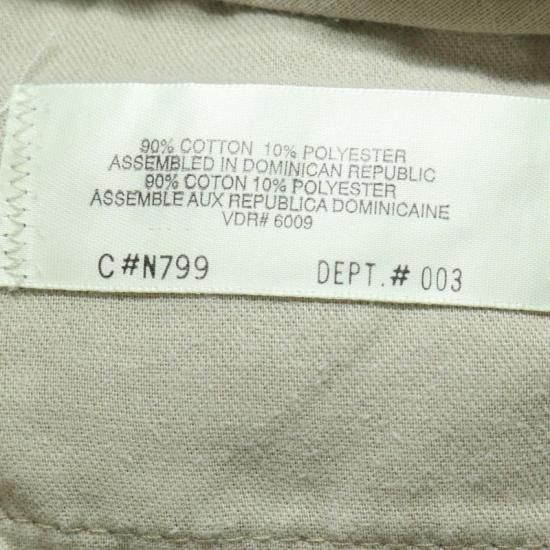 90% COTTON 10% POLYESTER
ASSEMBLED IN DOMINICAN REPUBLIC
90% COTON 10% POLYESTER
ASSEMBLE AUX REPUBLICA DOMINICAINE
VDR# 6009
C#N799 DEPT.# 003